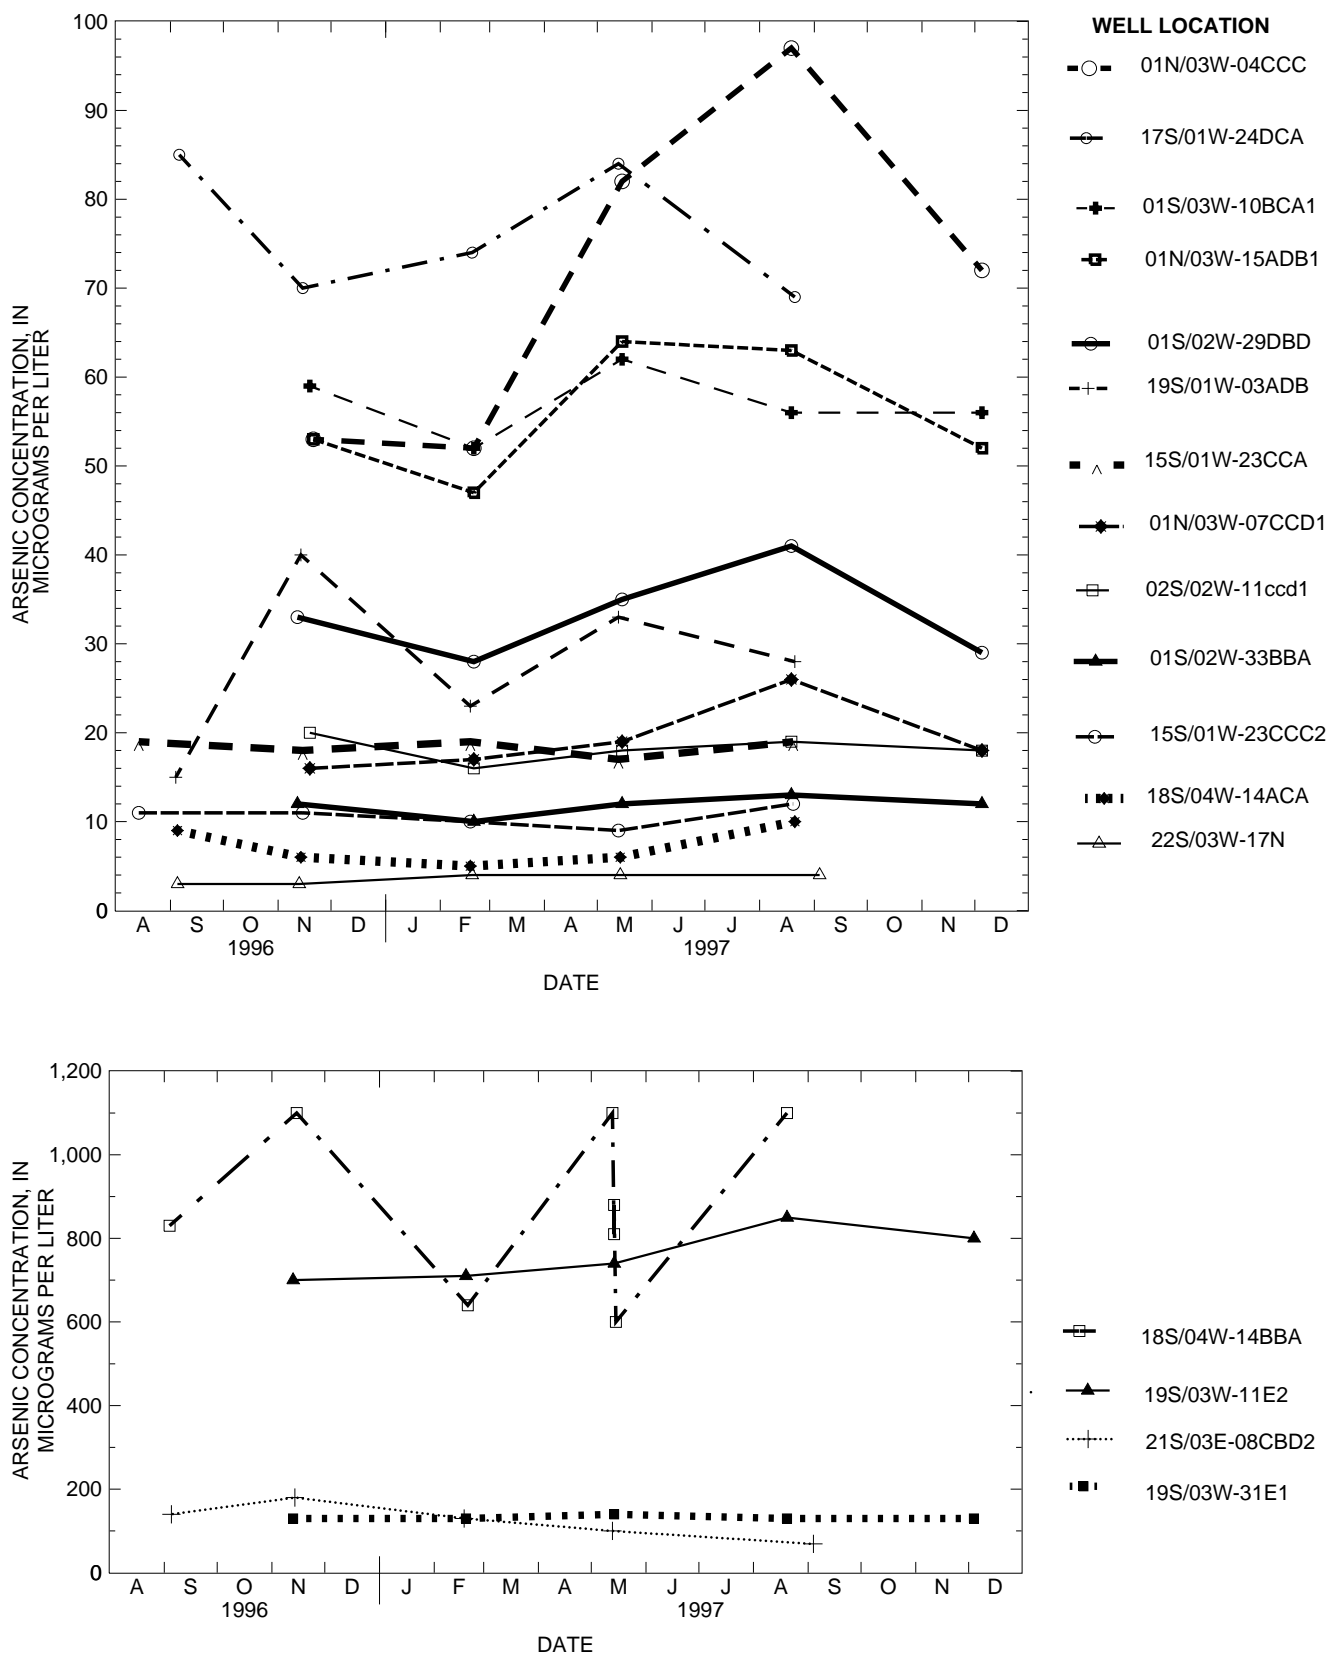 100
90
80
70
60
50
40
30
20
10
0
ARSENIC CONCENTRATION, IN
MICROGRAMS PER LITER
A S O N D J F M A M J J A S O N D
1996 1997
DATE
WELL LOCATION
01N/03W-04CCC
17S/01W-24DCA
01S/03W-10BCA1
01N/03W-15ADB1
01S/02W-29DBD
19S/01W-03ADB
15S/01W-23CCA
01N/03W-07CCD1
02S/02W-11ccd1
01S/02W-33BBA
15S/01W-23CCC2
18S/04W-14ACA
22S/03W-17N
1,200
1,000
800
600
400
200
0
ARSENIC CONCENTRATION, IN
MICROGRAMS PER LITER
A S O N D J F M A M J J A S O N D
1996 1997
DATE
18S/04W-14BBA
19S/03W-11E2
21S/03E-08CBD2
19S/03W-31E1